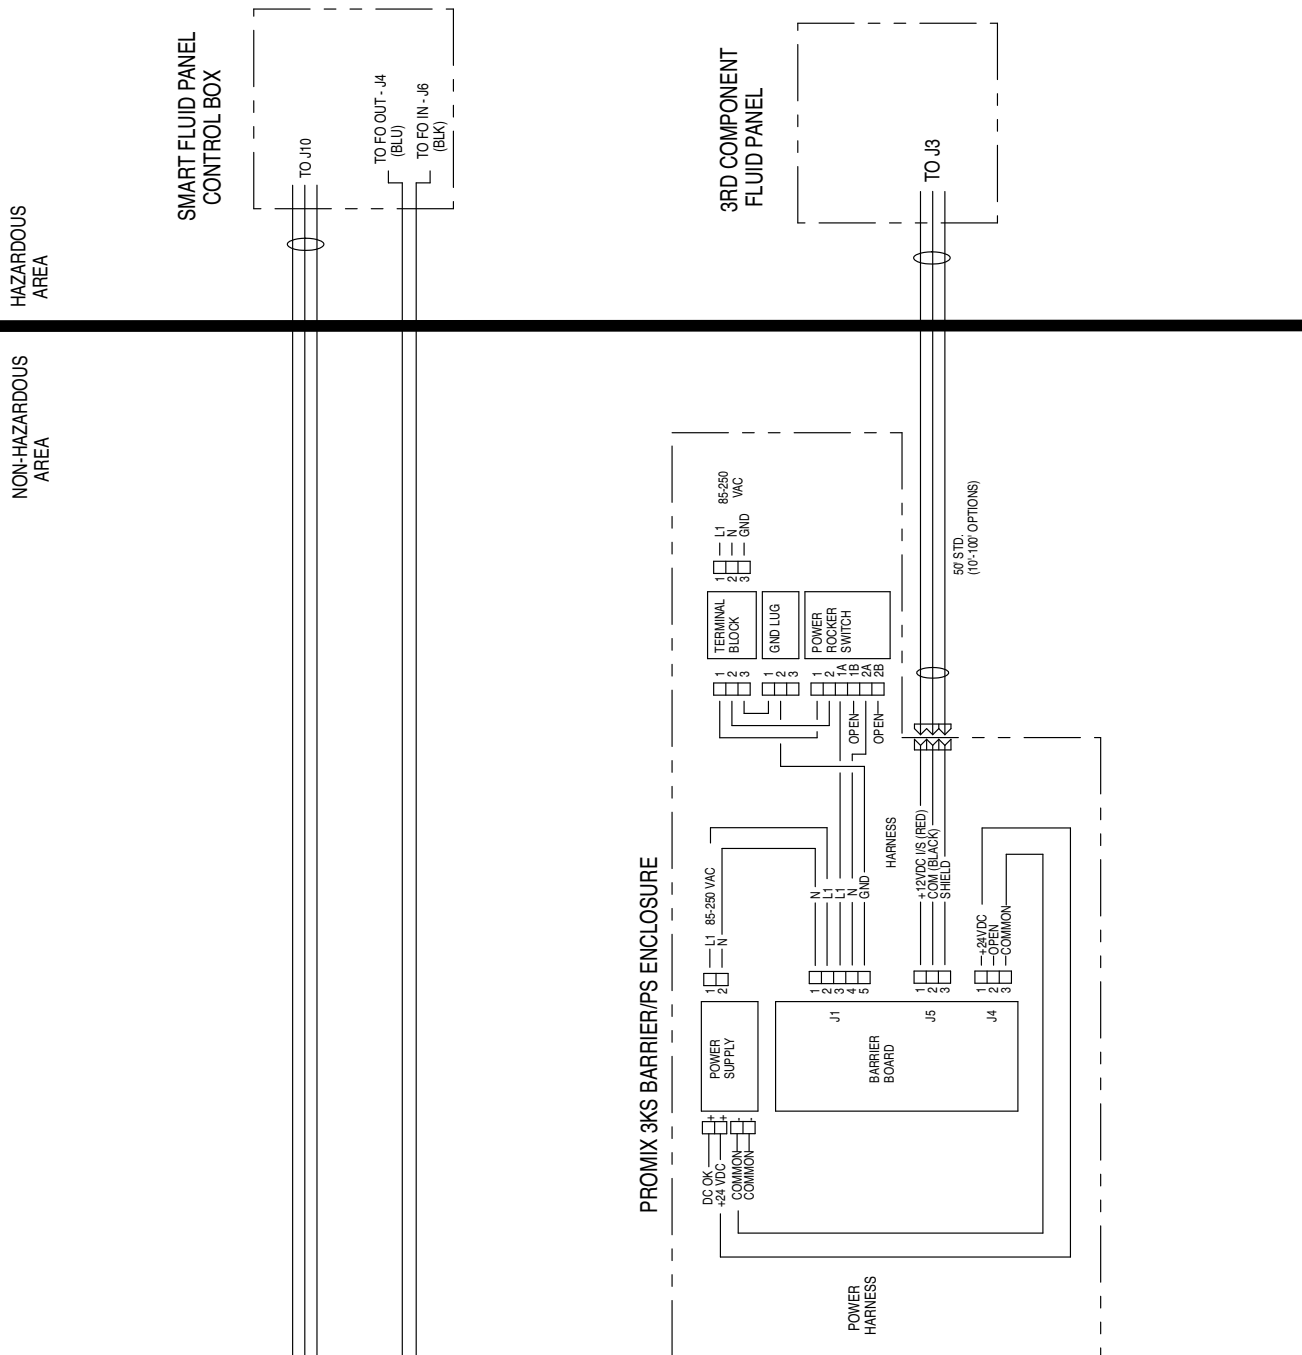 HAZARDOUS
AREA
NON-HAZARDOUS
AREA
SMART FLUID PANEL
CONTROL BOX
TO J10
TO FO OUT - J4
(BLU)
TO FO IN - J6
(BLK)
3RD COMPONENT
FLUID PANEL
TO J3
50' STD.
(10'-100' OPTIONS)
PROMIX 3KS BARRIER/PS ENCLOSURE
85-250
VAC
L1
N
GND
1
2
3
TERMINAL
BLOCK
GND LUG
POWER
ROCKER
SWITCH
1
2
3
1
2
3
1
2
1A
1B
2A
2B
OPEN
OPEN
HARNESS
L1 85-250 VAC
N
1
2
POWER
SUPPLY
+
+
-
-
DC OK
+24 VDC
COMMON
COMMON
N
L1
L1
N
GND
1
2
3
4
5
J1
+12VDC I/S (RED)
COM (BLACK)
SHIELD
1
2
3
J5
+24VDC
OPEN
COMMON
1
2
3
J4
BARRIER
BOARD
POWER
HARNESS